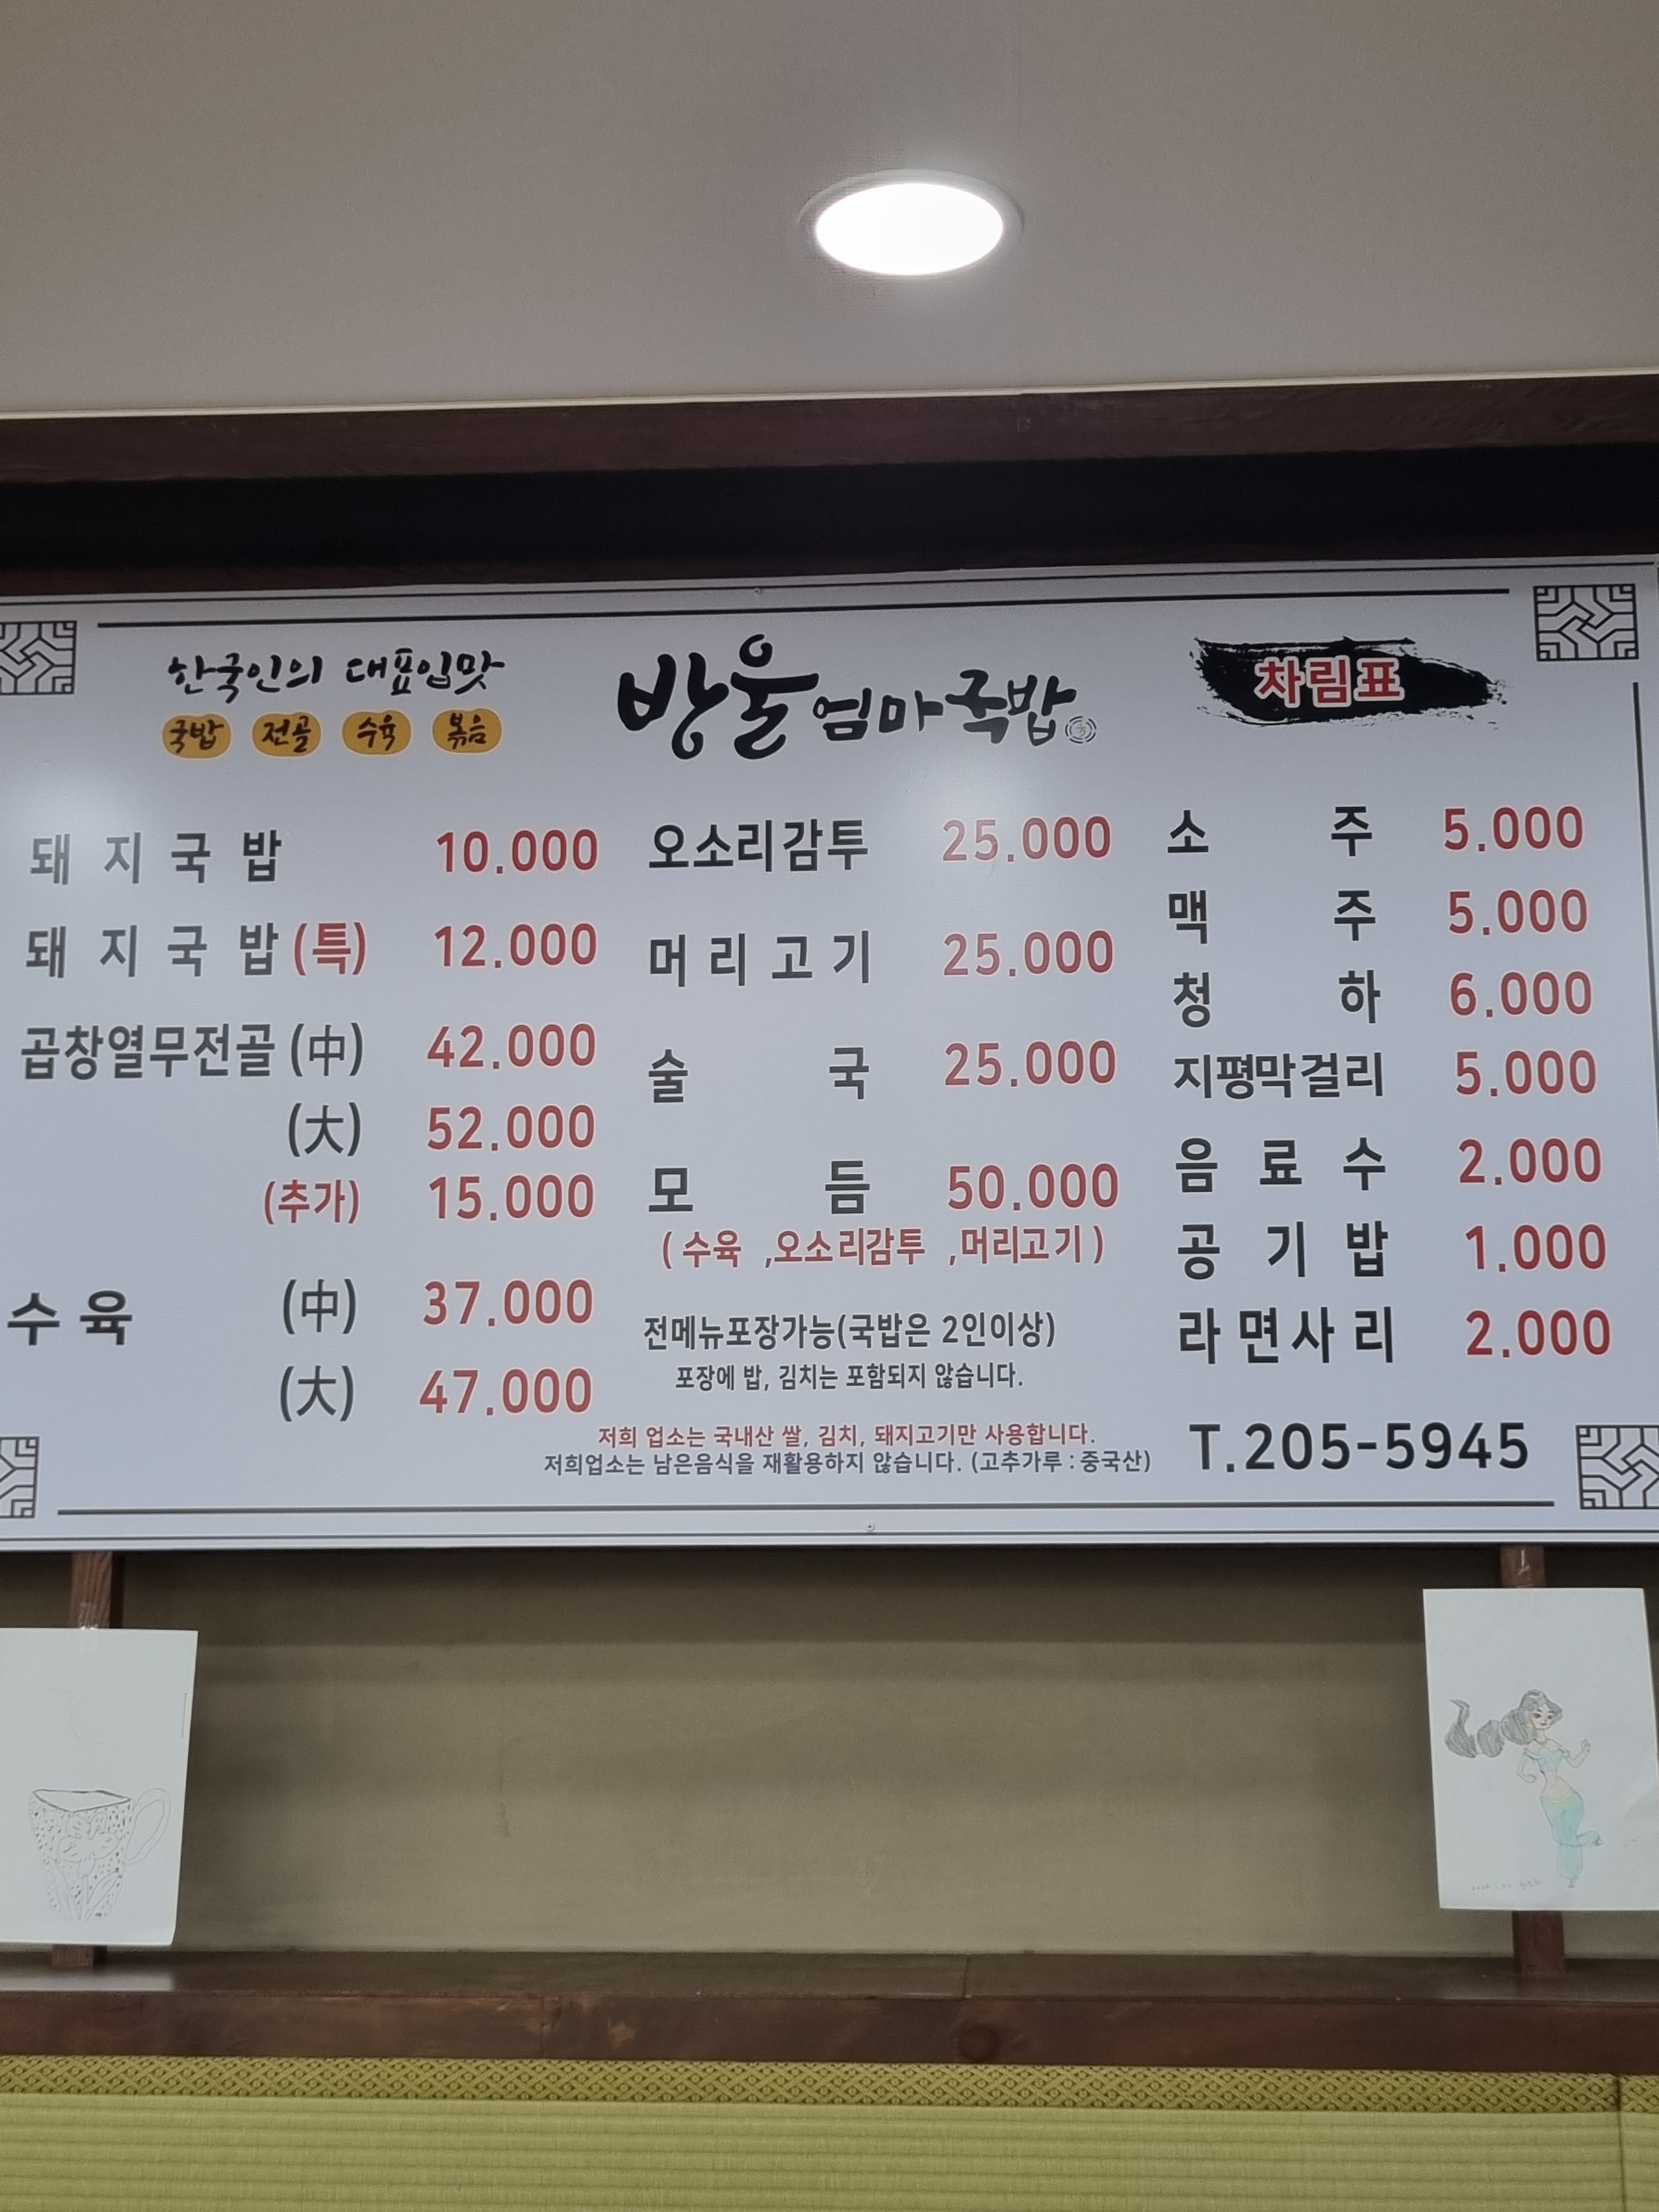 한국인의 대표입맛
국밥 전골 수육 볶음
방울엄마국밥
차림표
돼지국밥 10.000
돼지국밥(특) 12.000
곱창열무전골(中) 42.000
(大) 52.000
(추가) 15.000
수육 (中) 37.000
(大) 47.000
오소리감투 25.000
머리고기 25.000
술국 25.000
모듬 50.000
(수육 ,오소리감투 ,머리고기)
전메뉴포장가능(국밥은 2인이상)
포장에 밥, 김치는 포함되지 않습니다.
저희 업소는 국내산 쌀, 김치, 돼지고기만 사용합니다.
저희업소는 남은음식을 재활용하지 않습니다. (고추가루 : 중국산)
소주 5.000
맥주 5.000
청하 6.000
지평막걸리 5.000
음료수 2.000
공기밥 1.000
라면사리 2.000
T.205-5945